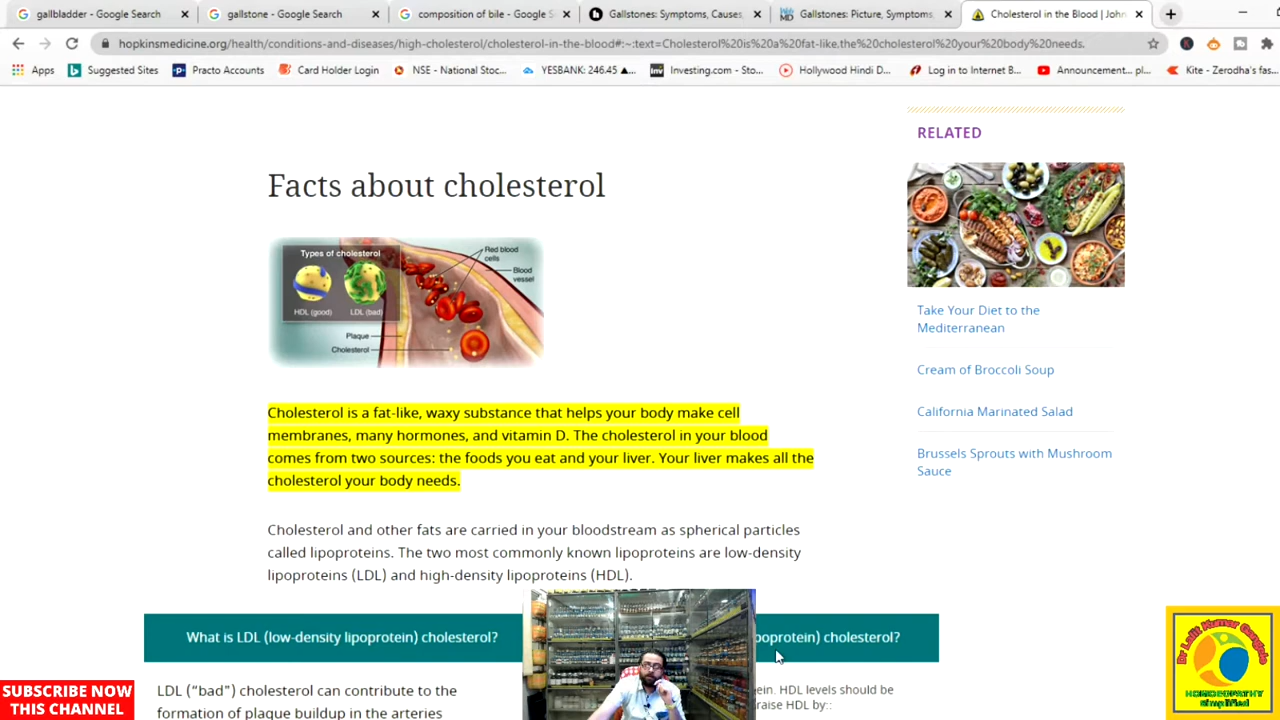 gallbladder - Google Search
gallstone - Google Search
composition of bile - Google S
Gallstones: Symptoms, Causes,
Gallstones: Picture, Symptoms,
Cholesterol in the Blood | John
hopkinsmedicine.org/health/conditions-and-diseases/high-cholesterol/cholesterol-in-the-blood#:~:text=Cholesterol%20is%20a%20fat-like,the%20cholesterol%20your%20body%20needs.
Apps
Suggested Sites
Practo Accounts
Card Holder Login
NSE - National Stoc...
YESBANK: 246.45 ▲...
Investing.com - Sto...
Hollywood Hindi D...
Log in to Internet B...
Announcement... pl...
Kite - Zerodha's fas...
Facts about cholesterol
Types of cholesterol
HDL (good)
LDL (bad)
Red blood
cells
Blood
vessel
Plaque
Cholesterol
Cholesterol is a fat-like, waxy substance that helps your body make cell
membranes, many hormones, and vitamin D. The cholesterol in your blood
comes from two sources: the foods you eat and your liver. Your liver makes all the
cholesterol your body needs.
Cholesterol and other fats are carried in your bloodstream as spherical particles
called lipoproteins. The two most commonly known lipoproteins are low-density
lipoproteins (LDL) and high-density lipoproteins (HDL).
What is LDL (low-density lipoprotein) cholesterol?
poprotein) cholesterol?
LDL (“bad”) cholesterol can contribute to the
formation of plaque buildup in the arteries
ein. HDL levels should be
raise HDL by::
RELATED
Take Your Diet to the
Mediterranean
Cream of Broccoli Soup
California Marinated Salad
Brussels Sprouts with Mushroom
Sauce
SUBSCRIBE NOW
THIS CHANNEL
Dr Lalit Kumar
HOMOEOPATHY
Simplified